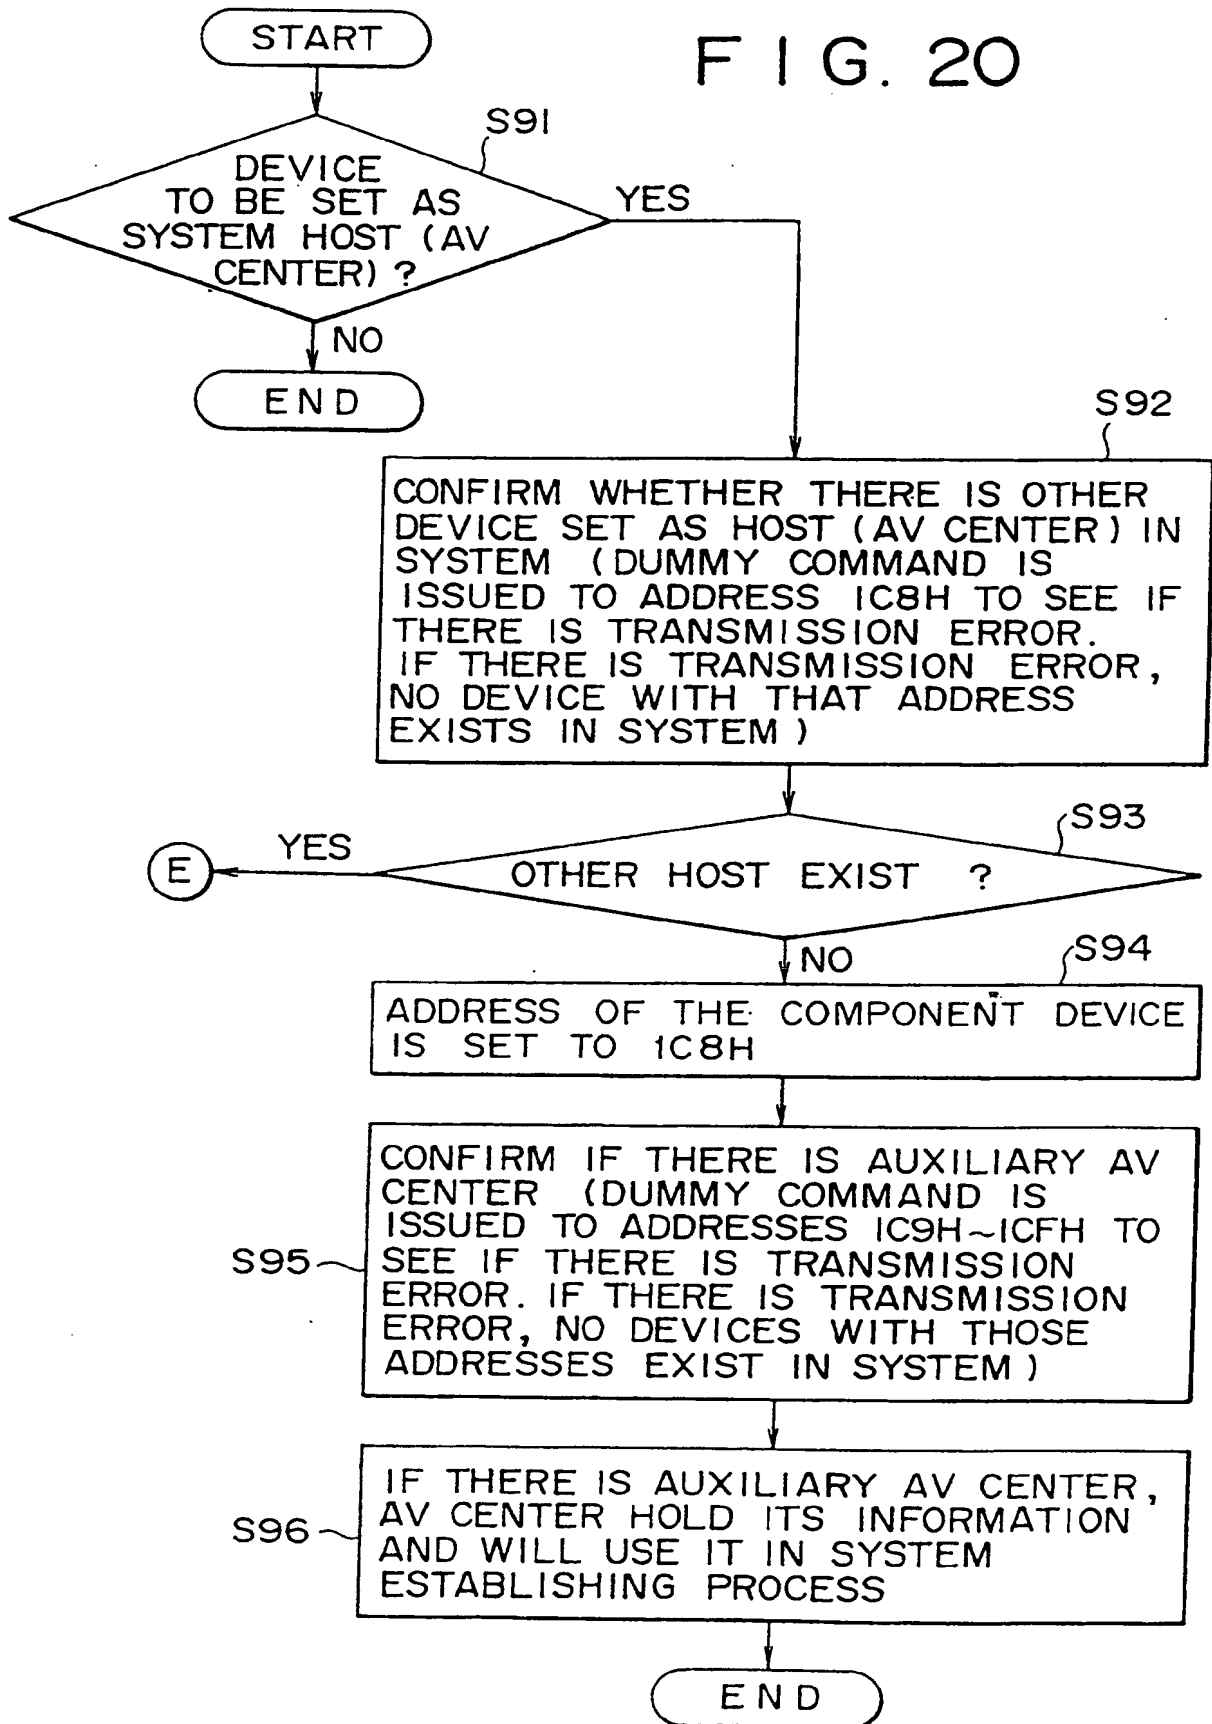 START
F I G. 20
S91
DEVICE
TO BE SET AS
SYSTEM HOST (AV
CENTER) ?
YES
NO
END
S92
CONFIRM WHETHER THERE IS OTHER
DEVICE SET AS HOST (AV CENTER) IN
SYSTEM (DUMMY COMMAND IS
ISSUED TO ADDRESS 1C8H TO SEE IF
THERE IS TRANSMISSION ERROR.
IF THERE IS TRANSMISSION ERROR,
NO DEVICE WITH THAT ADDRESS
EXISTS IN SYSTEM)
S93
YES
E
OTHER HOST EXIST ?
NO
S94
ADDRESS OF THE COMPONENT DEVICE
IS SET TO 1C8H
S95
CONFIRM IF THERE IS AUXILIARY AV
CENTER (DUMMY COMMAND IS
ISSUED TO ADDRESSES 1C9H~1CFH TO
SEE IF THERE IS TRANSMISSION
ERROR. IF THERE IS TRANSMISSION
ERROR, NO DEVICES WITH THOSE
ADDRESSES EXIST IN SYSTEM)
S96
IF THERE IS AUXILIARY AV CENTER,
AV CENTER HOLD ITS INFORMATION
AND WILL USE IT IN SYSTEM
ESTABLISHING PROCESS
END